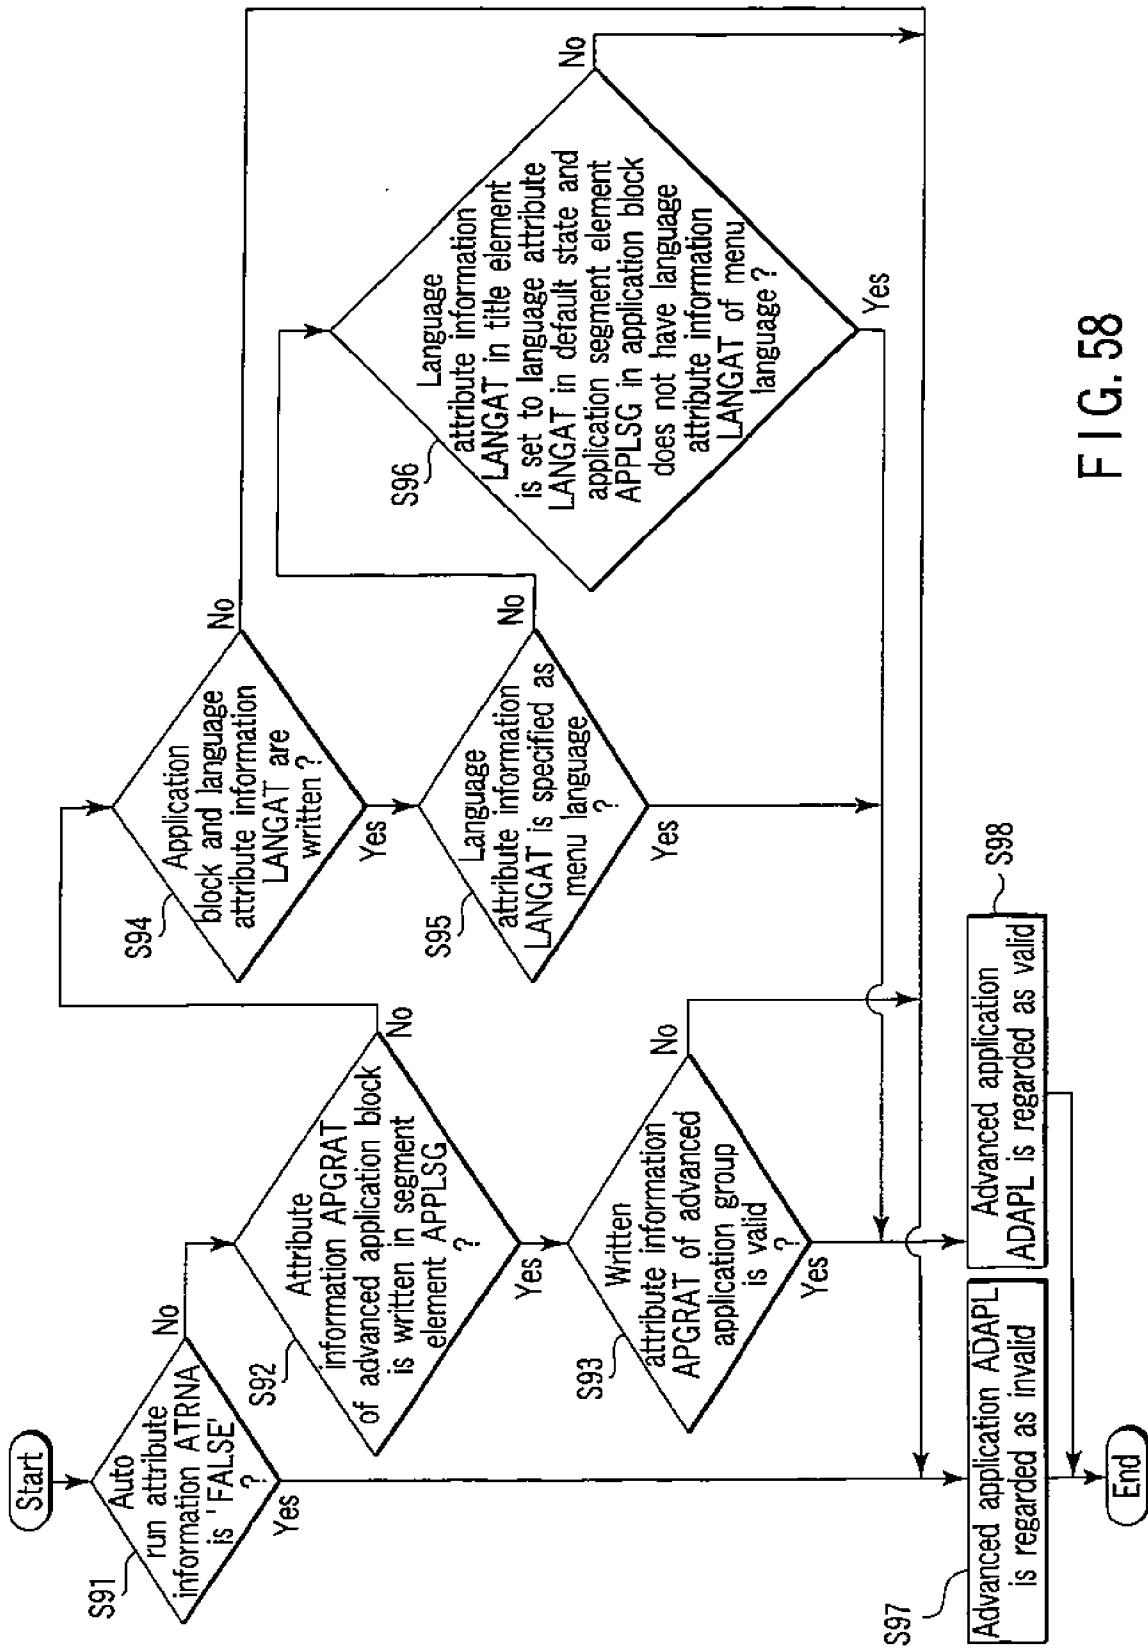 Start
S91
Auto
run attribute
information ATRNA
is 'FALSE'
?
No
Yes
S92
Attribute
information APGRAT
of advanced application block
is written in segment
element APPLSG
?
No
Yes
S93
Written
attribute information
APGRAT of advanced
application group
is valid
?
No
Yes
S94
Application
block and language
attribute information
LANGAT are
written?
No
Yes
S95
Language
attribute information
LANGAT is specified as
menu language
?
No
Yes
S96
Language
attribute information
LANGAT in title element
is set to language attribute
LANGAT in default state and
application segment element
APPLSG in application block
does not have language
attribute information
LANGAT of menu
language?
No
Yes
S97
Advanced application ADAPL
is regarded as invalid
S98
Advanced application
ADAPL is regarded as valid
End
FIG. 58